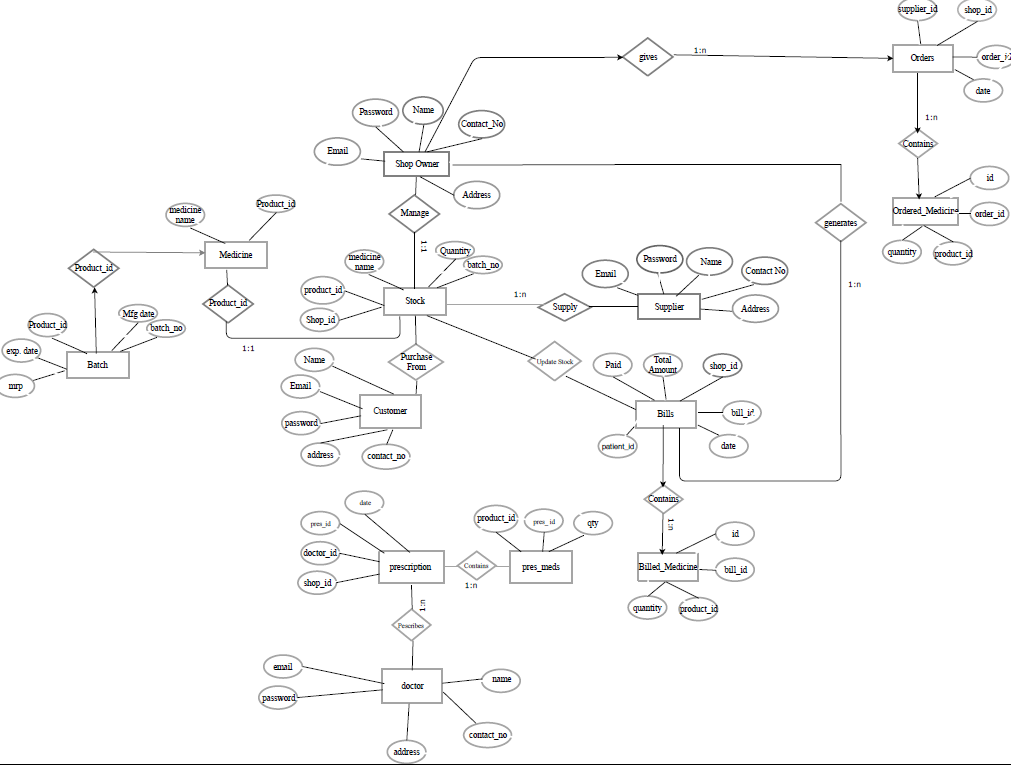 supplier_id
shop_id
gives
1:n
Orders
order_id
date
Password
Name
Contact_No
1:n
Email
Shop Owner
Contains
Address
id
medicine
name
Product_id
Manage
Ordered_Medicine
order_id
generates
quantity
product_id
1:1
Medicine
medicine
name
Quantity
batch_no
Password
Name
Email
Contact No
Product_id
product_id
Stock
1:n
Supply
Supplier
Address
1:n
Product_id
Shop_id
Mfg date
Product_id
batch_no
1:1
exp. date
Batch
mrp
Name
Purchase
From
Update Stock
Paid
Total
Amount
shop_id
Email
Customer
Bills
bill_id
password
address
contact_no
patient_id
date
date
Contains
pres_id
product_id
pres_id
qty
1:n
id
doctor_id
prescription
Contains
pres_meds
Billed_Medicine
bill_id
shop_id
1:n
quantity
product_id
1:n
Pescribes
email
name
doctor
password
contact_no
address